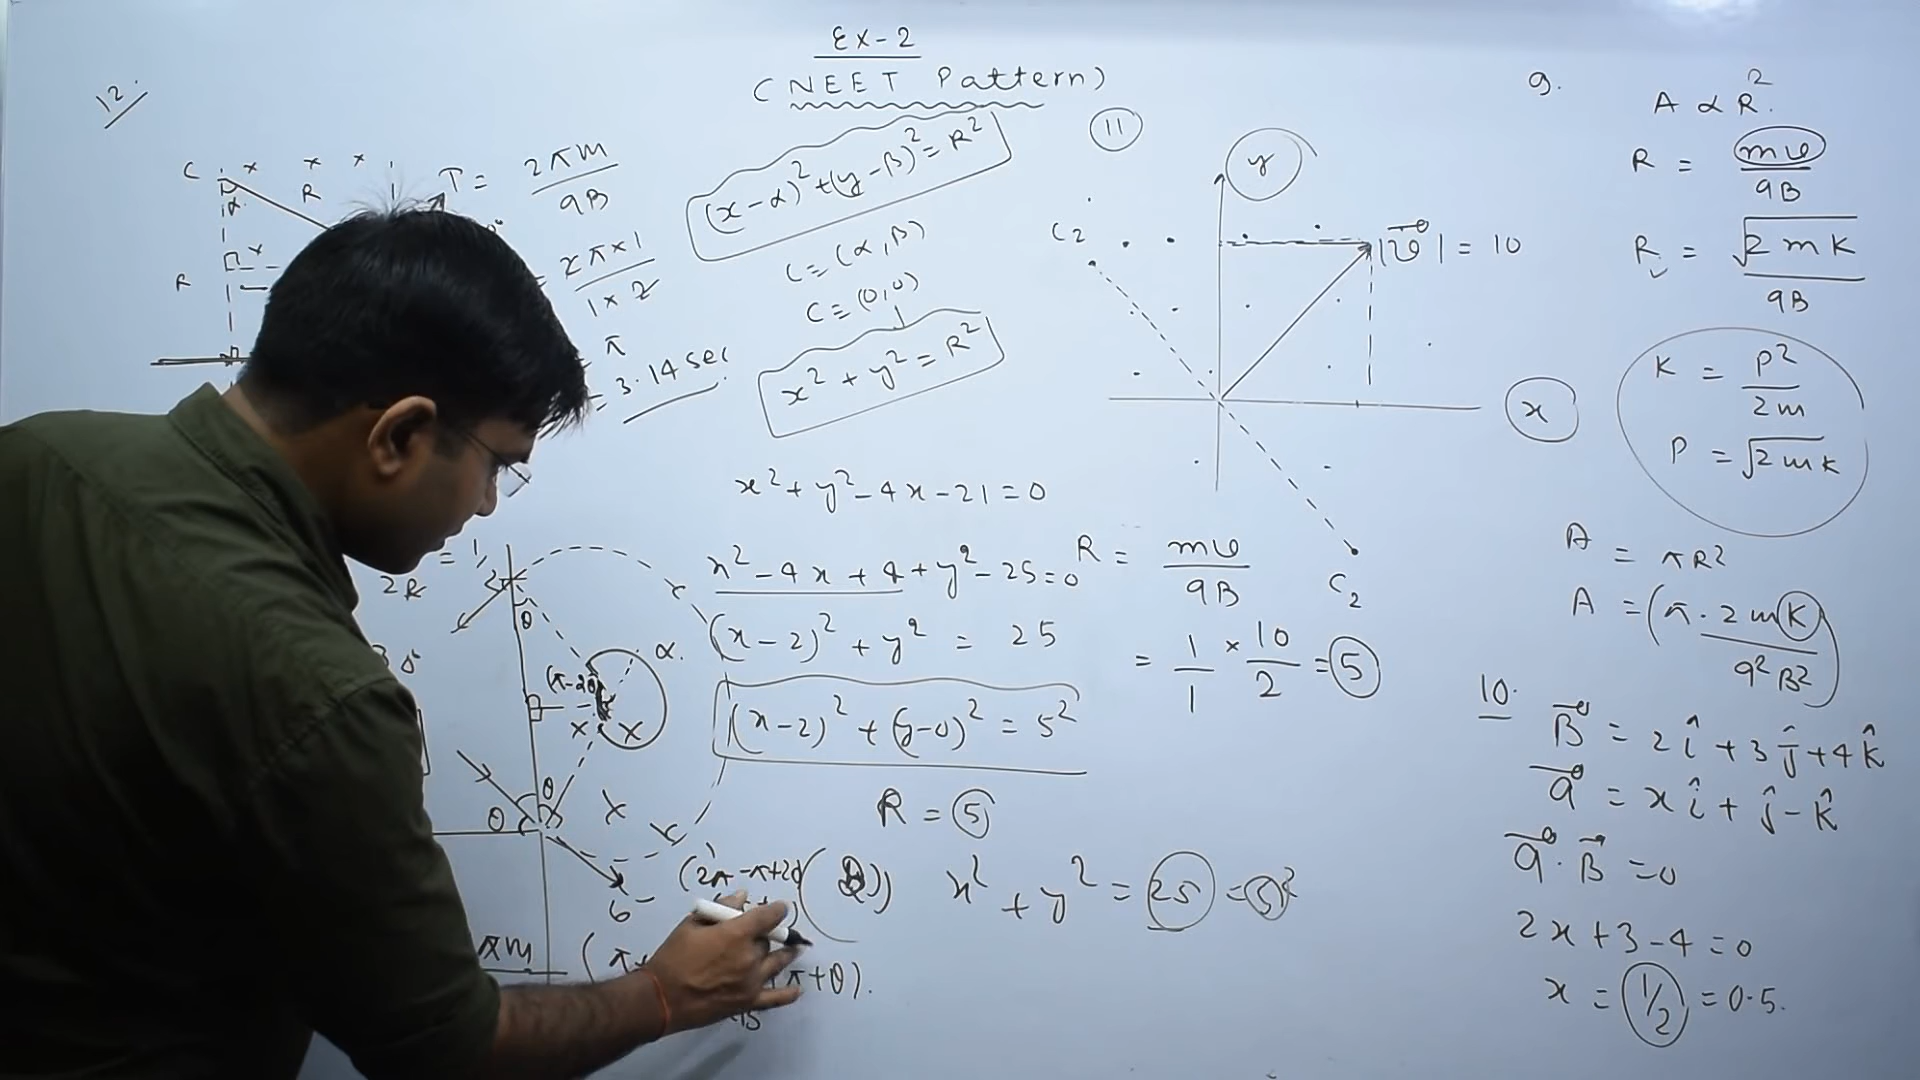 Ex-2
(NEET Pattern)
12.
C x x x
R
α
x
R
T = 2πm / qB
2π×1 / 1×2
π
= 3.14 sec
(x-α)² + (y-β)² = R²
C = (α, β)
C = (0,0)
x² + y² = R²
x² + y² - 4x - 21 = 0
x² - 4x + 4 + y² - 25 = 0
(x-2)² + y² = 25
(x-2)² + (y-0)² = 5²
R = 5
x² + y² = 25 = 5²
θ
(π-2θ)
α
x x
θ
θ
x
(2π-π+2θ)
πm
(π+θ).
11
y
C2
|v⃗| = 10
x
C2
R = mv / qB
= 1/1 × 10/2 = 5
9.
A α R².
R = mv / qB
R = √2mK / qB
K = P² / 2m
P = √2mK
A = πR²
A = (π · 2mK / q²B²)
10.
B⃗ = 2î + 3ĵ + 4k̂
a⃗ = xî + ĵ - k̂
a⃗ · B⃗ = 0
2x + 3 - 4 = 0
x = 1/2 = 0.5.